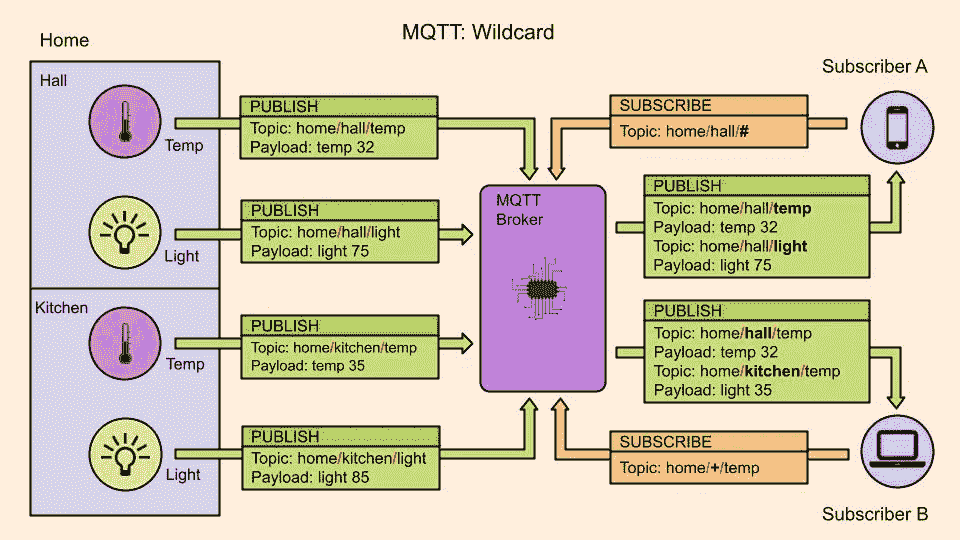 MQTT: Wildcard
Home
Hall
Temp
Light
Kitchen
Temp
Light
PUBLISH
Topic: home/hall/temp
Payload: temp 32
PUBLISH
Topic: home/hall/light
Payload: light 75
PUBLISH
Topic: home/kitchen/temp
Payload: temp 35
PUBLISH
Topic: home/kitchen/light
Payload: light 85
MQTT
Broker
SUBSCRIBE
Topic: home/hall/#
Subscriber A
PUBLISH
Topic: home/hall/temp
Payload: temp 32
Topic: home/hall/light
Payload: light 75
PUBLISH
Topic: home/hall/temp
Payload: temp 32
Topic: home/kitchen/temp
Payload: light 35
SUBSCRIBE
Topic: home/+/temp
Subscriber B